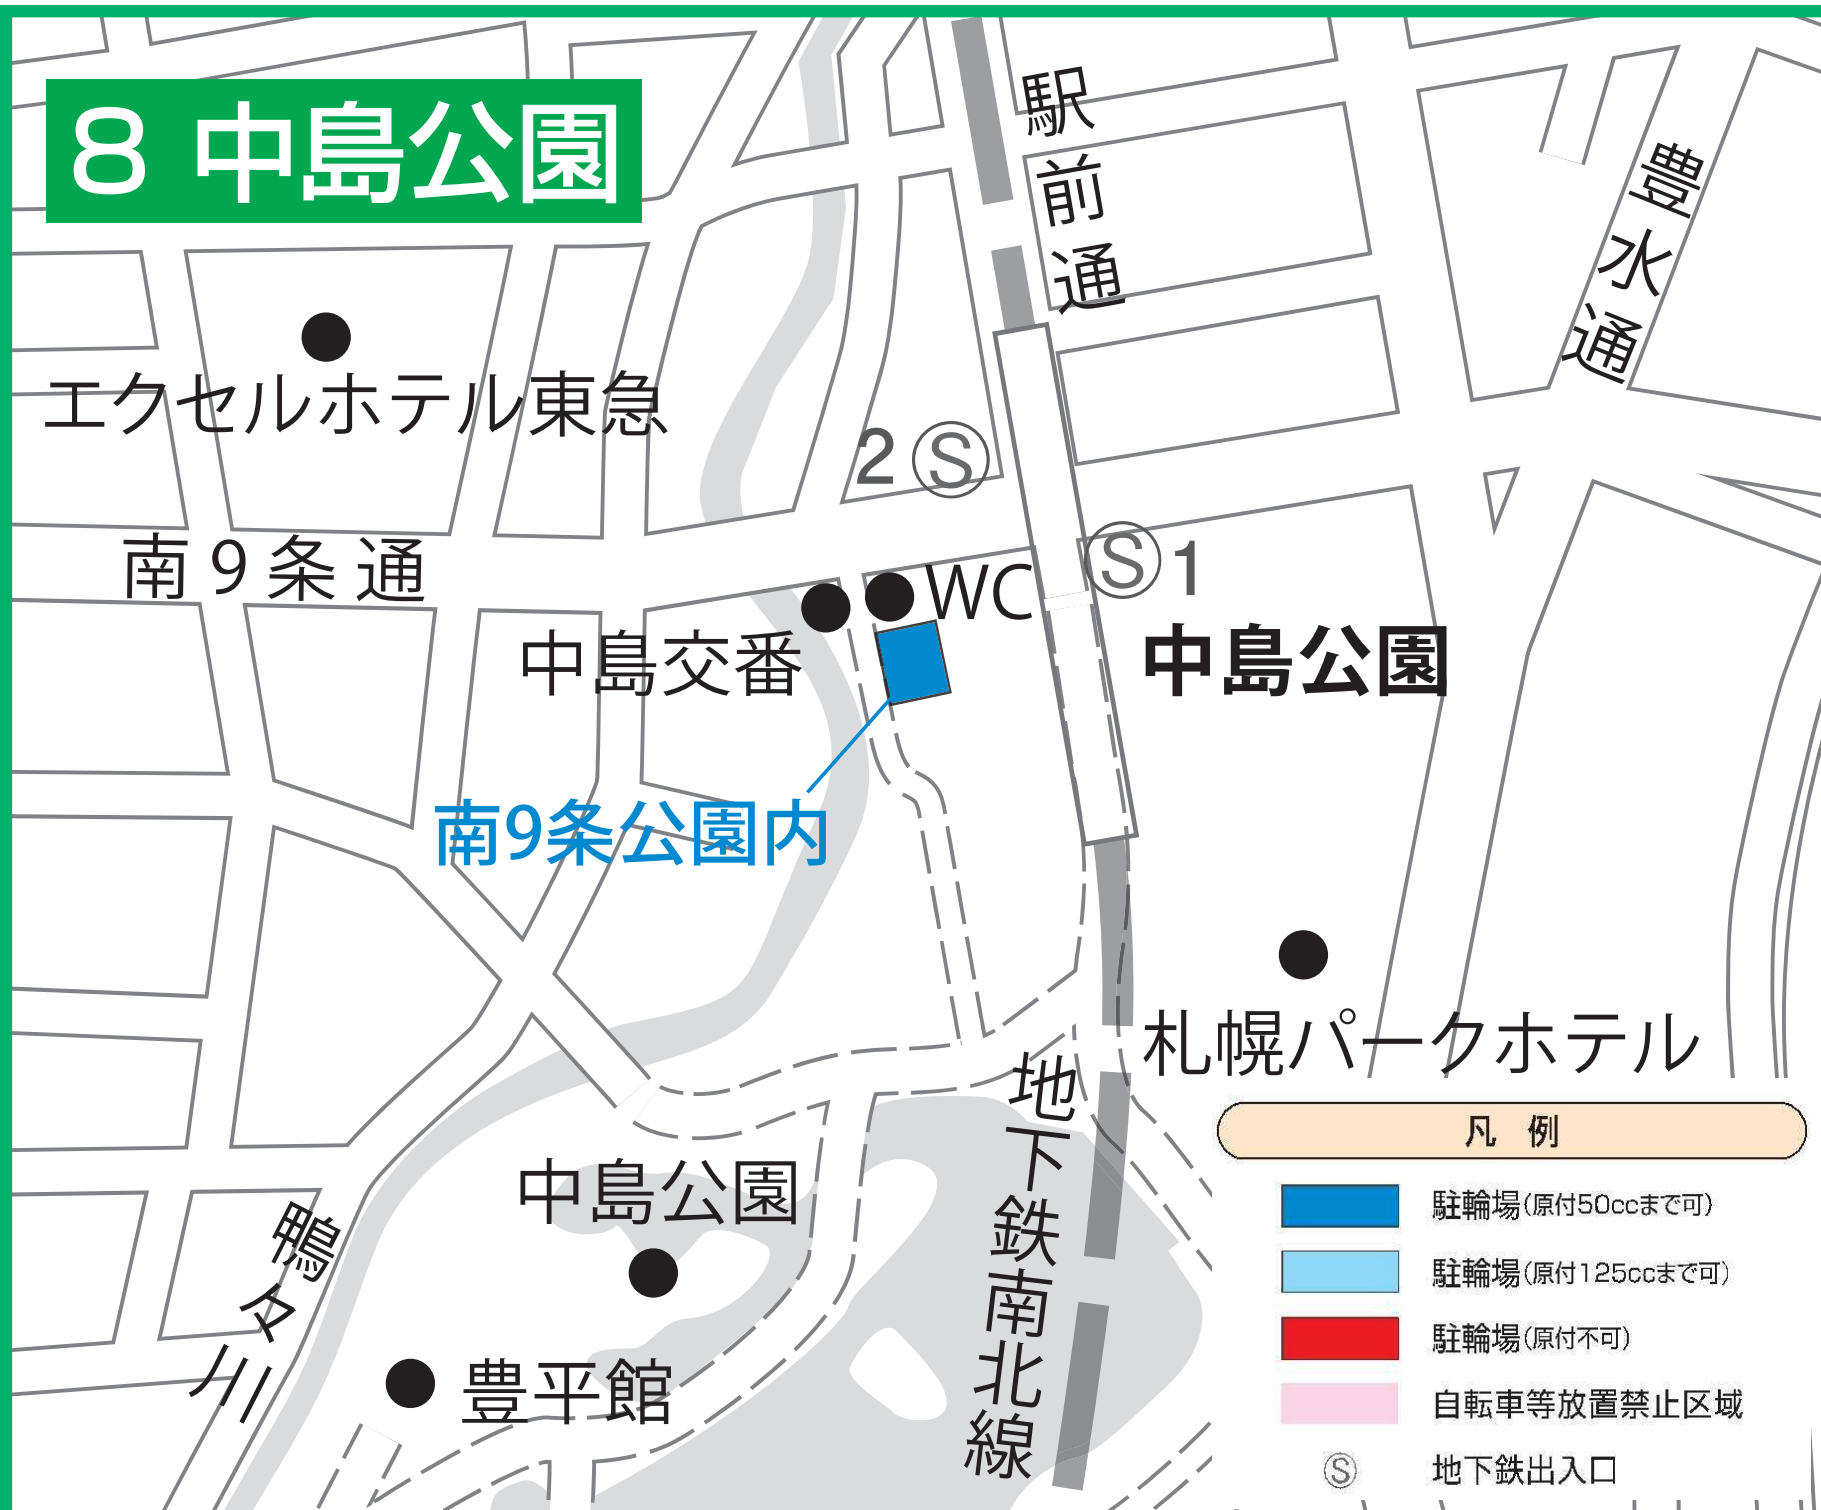 8 中島公園
駅前通
豊水通
エクセルホテル東急
2 Ⓢ
南9条通
Ⓢ 1
WC
中島交番
中島公園
南9条公園内
札幌パークホテル
地下鉄南北線
中島公園
鴨々川
豊平館
凡例
駐輪場(原付50ccまで可)
駐輪場(原付125ccまで可)
駐輪場(原付不可)
自転車等放置禁止区域
Ⓢ 地下鉄出入口